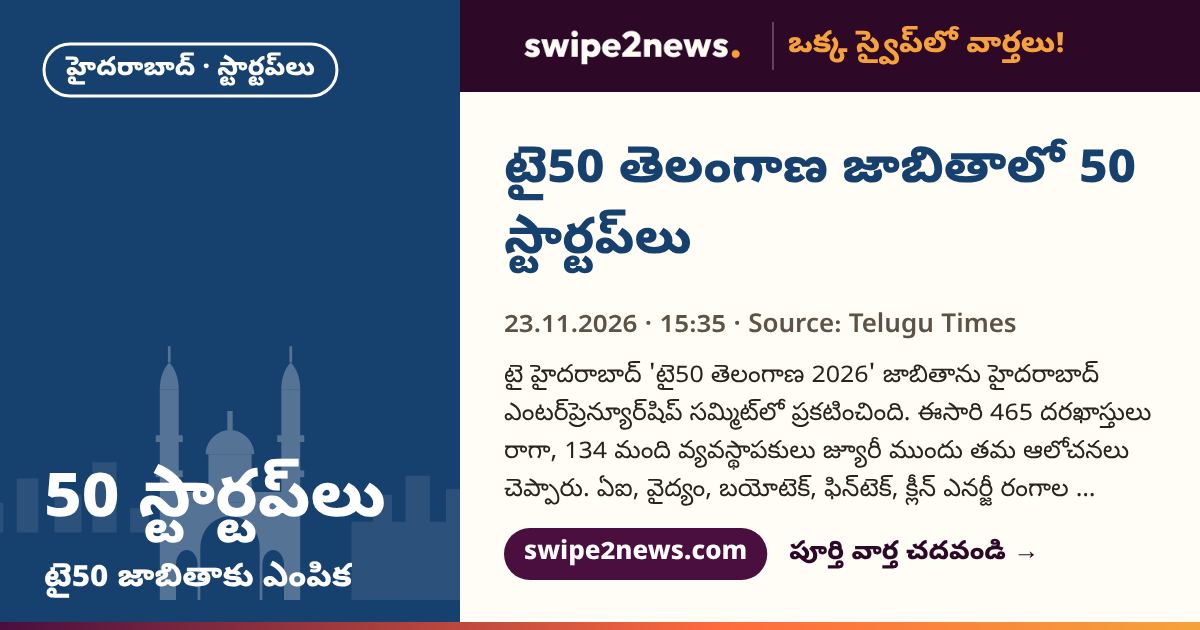 హైదరాబాద్ · స్టార్టప్‌లు
50 స్టార్టప్‌లు
టై50 జాబితాకు ఎంపిక
swipe2news.
ఒక్క స్వైప్‌లో వార్తలు!
టై50 తెలంగాణ జాబితాలో 50
స్టార్టప్‌లు
23.11.2026 · 15:35 · Source: Telugu Times
టై హైదరాబాద్ 'టై50 తెలంగాణ 2026' జాబితాను హైదరాబాద్
ఎంటర్‌ప్రెన్యూర్‌షిప్ సమ్మిట్‌లో ప్రకటించింది. ఈసారి 465 దరఖాస్తులు
రాగా, 134 మంది వ్యవస్థాపకులు జ్యూరీ ముందు తమ ఆలోచనలు
చెప్పారు. ఏఐ, వైద్యం, బయోటెక్, ఫిన్‌టెక్, క్లీన్ ఎనర్జీ రంగాల ...
swipe2news.com
పూర్తి వార్త చదవండి →